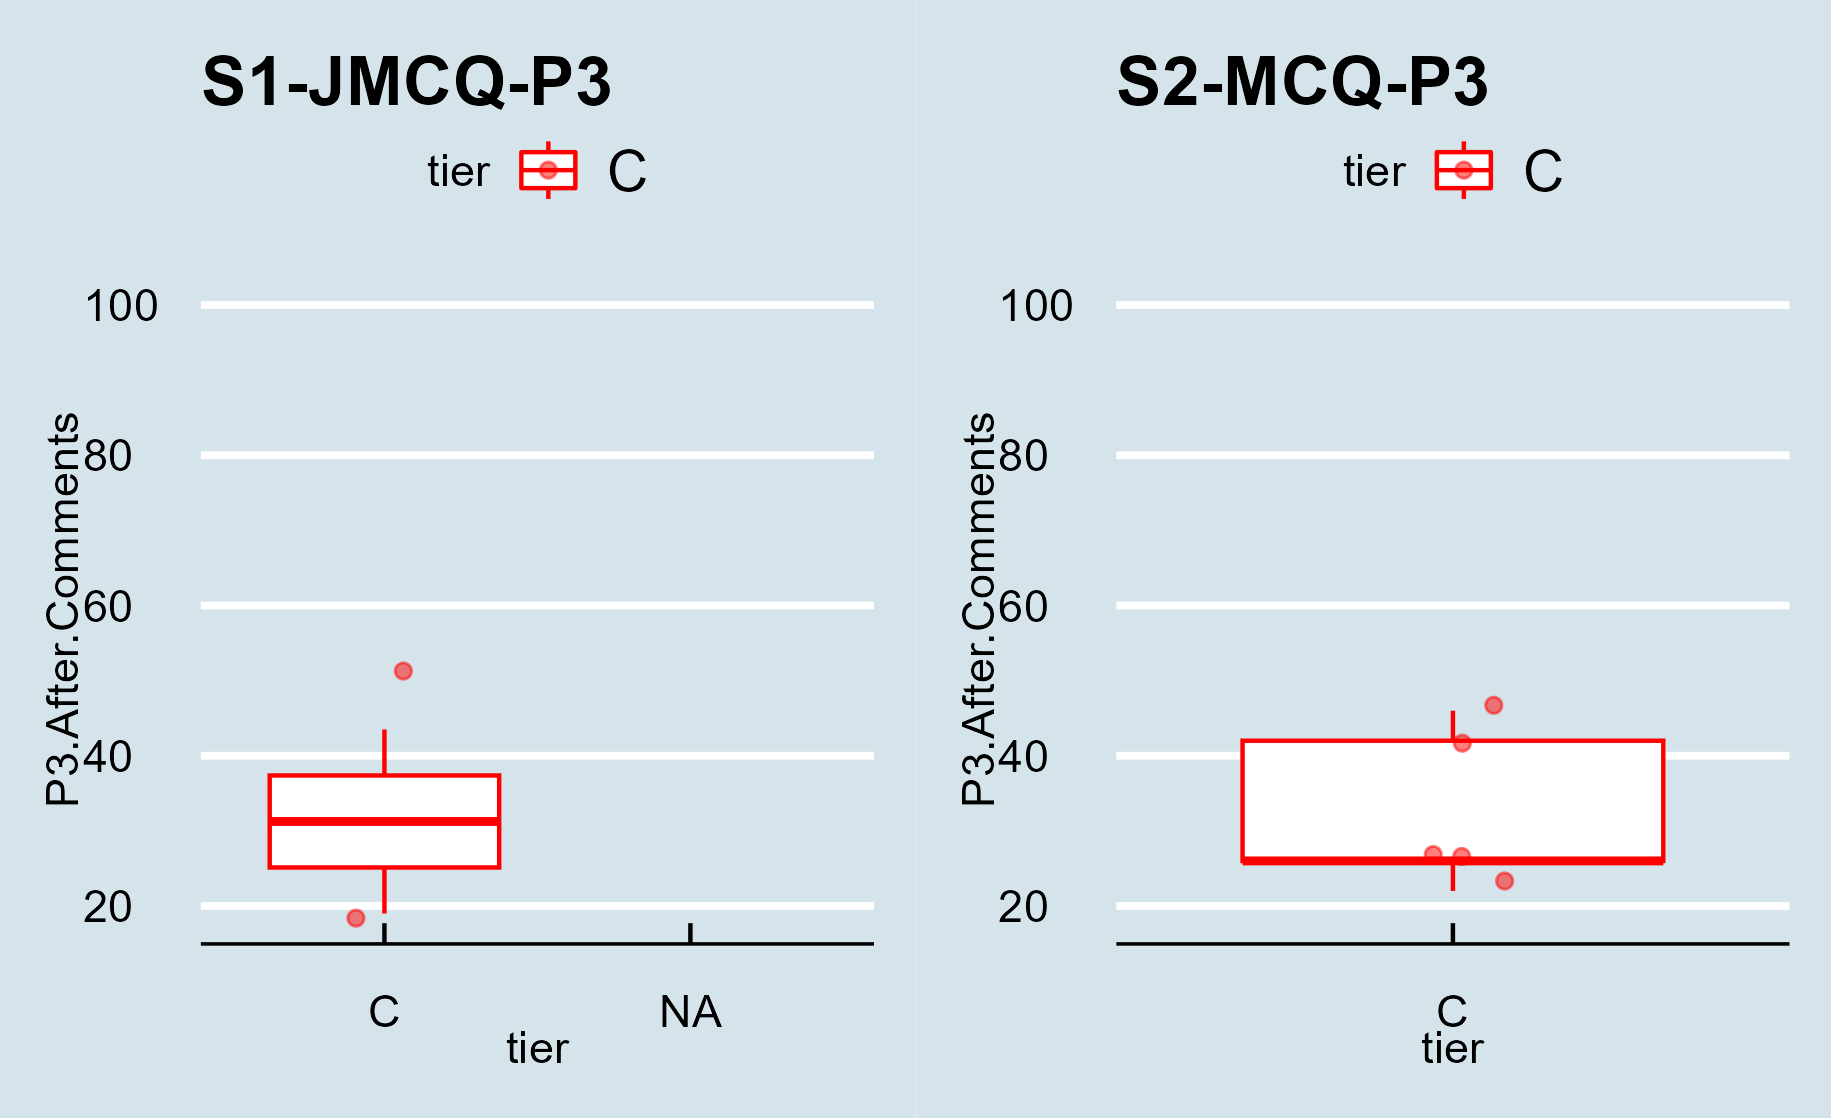 S1-JMCQ-P3
tier C
100
80
60
40
20
P3.After.Comments
C NA
tier
S2-MCQ-P3
tier C
100
80
60
40
20
P3.After.Comments
C
tier